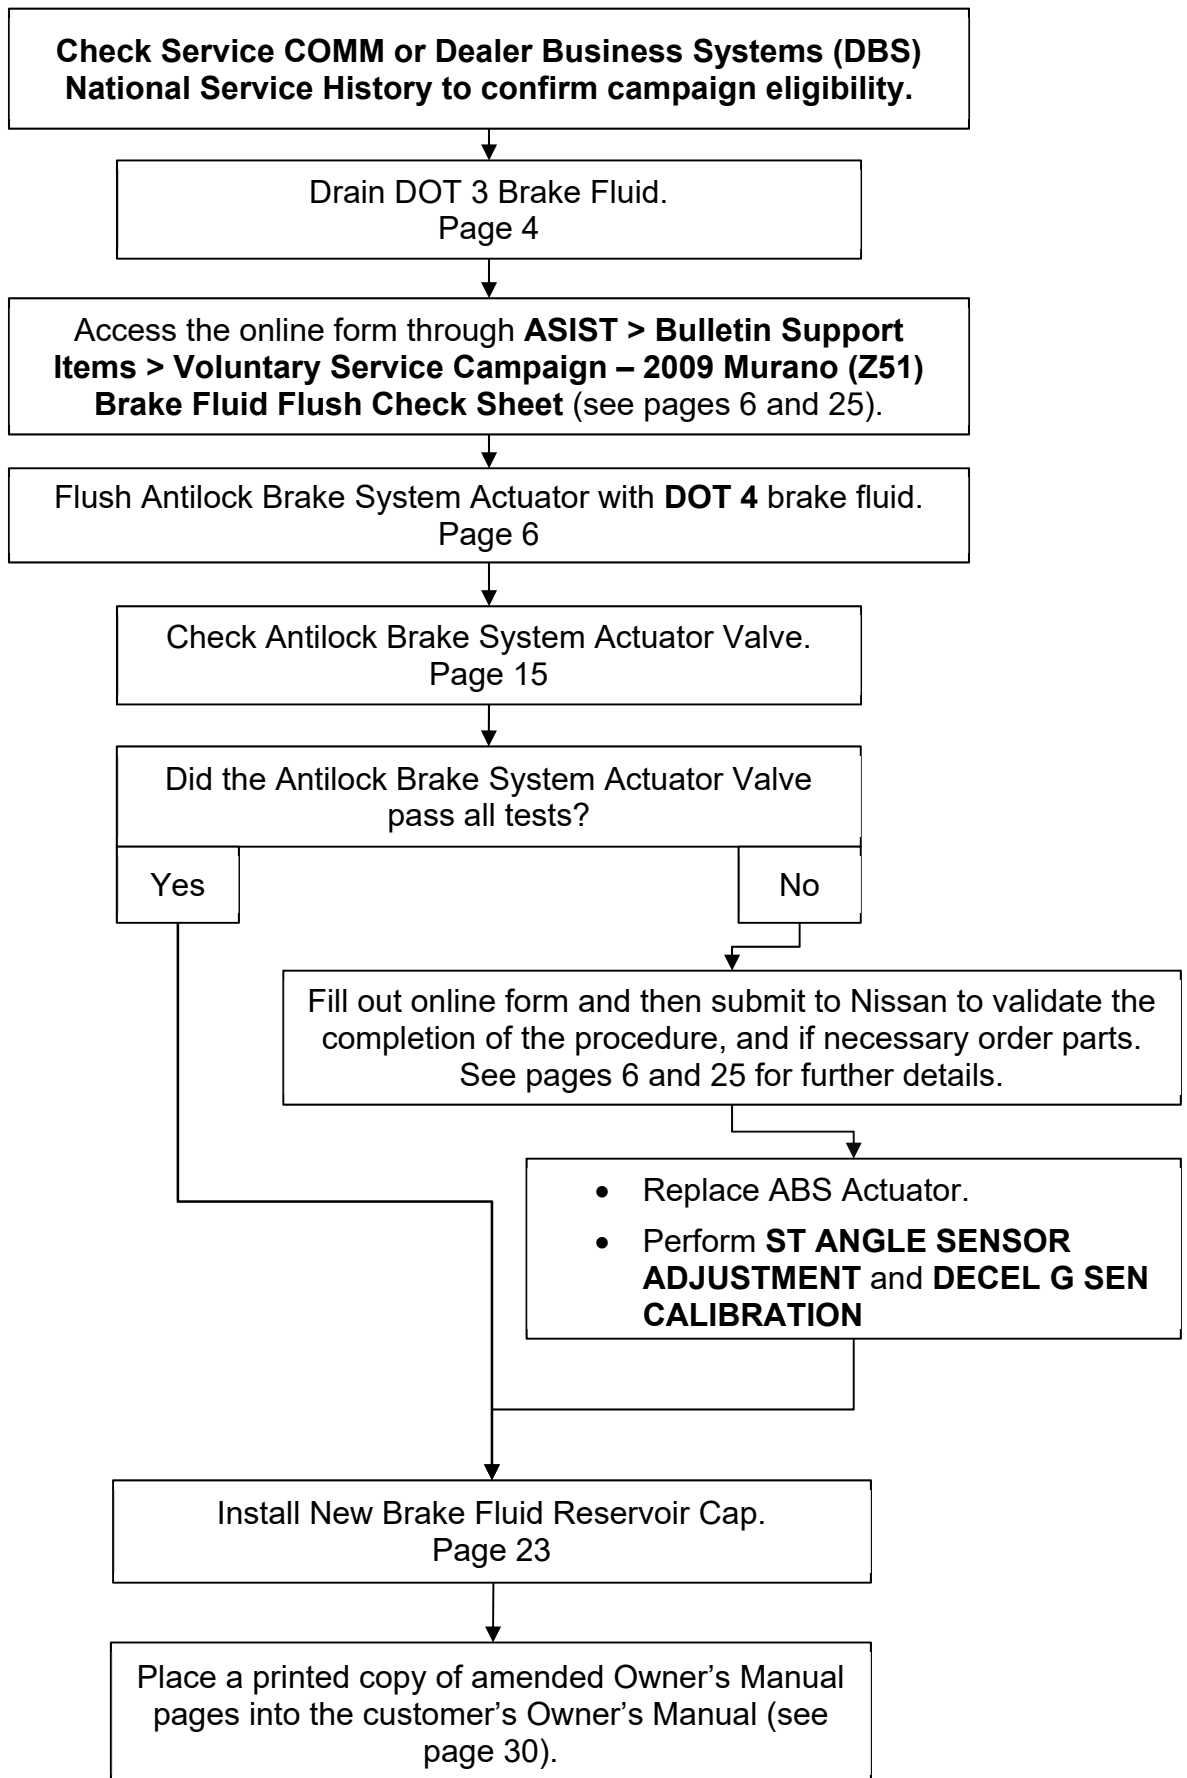 Check Service COMM or Dealer Business Systems (DBS)
National Service History to confirm campaign eligibility.
Drain DOT 3 Brake Fluid.
Page 4
Access the online form through ASIST > Bulletin Support
Items > Voluntary Service Campaign – 2009 Murano (Z51)
Brake Fluid Flush Check Sheet (see pages 6 and 25).
Flush Antilock Brake System Actuator with DOT 4 brake fluid.
Page 6
Check Antilock Brake System Actuator Valve.
Page 15
Did the Antilock Brake System Actuator Valve
pass all tests?
Yes
No
Fill out online form and then submit to Nissan to validate the
completion of the procedure, and if necessary order parts.
See pages 6 and 25 for further details.
• Replace ABS Actuator.
• Perform ST ANGLE SENSOR
ADJUSTMENT and DECEL G SEN
CALIBRATION
Install New Brake Fluid Reservoir Cap.
Page 23
Place a printed copy of amended Owner’s Manual
pages into the customer’s Owner’s Manual (see
page 30).